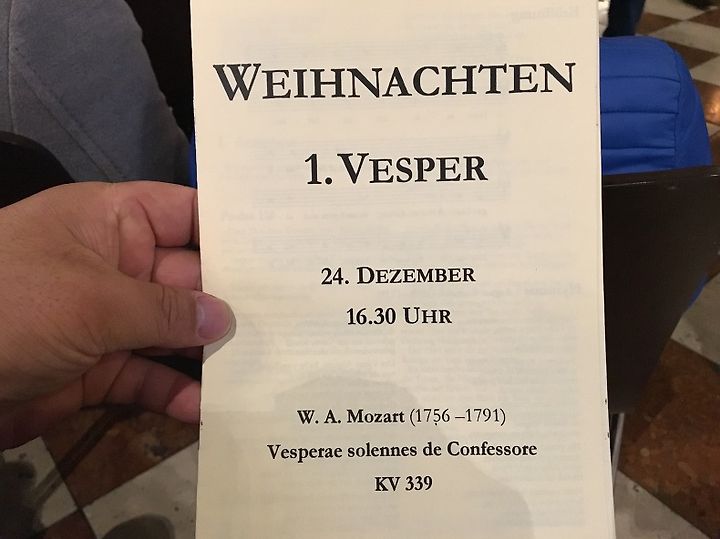 WEIHNACHTEN
1. VESPER
24. DEZEMBER
16.30 UHR
W. A. Mozart (1756 –1791)
Vesperae solennes de Confessore
KV 339